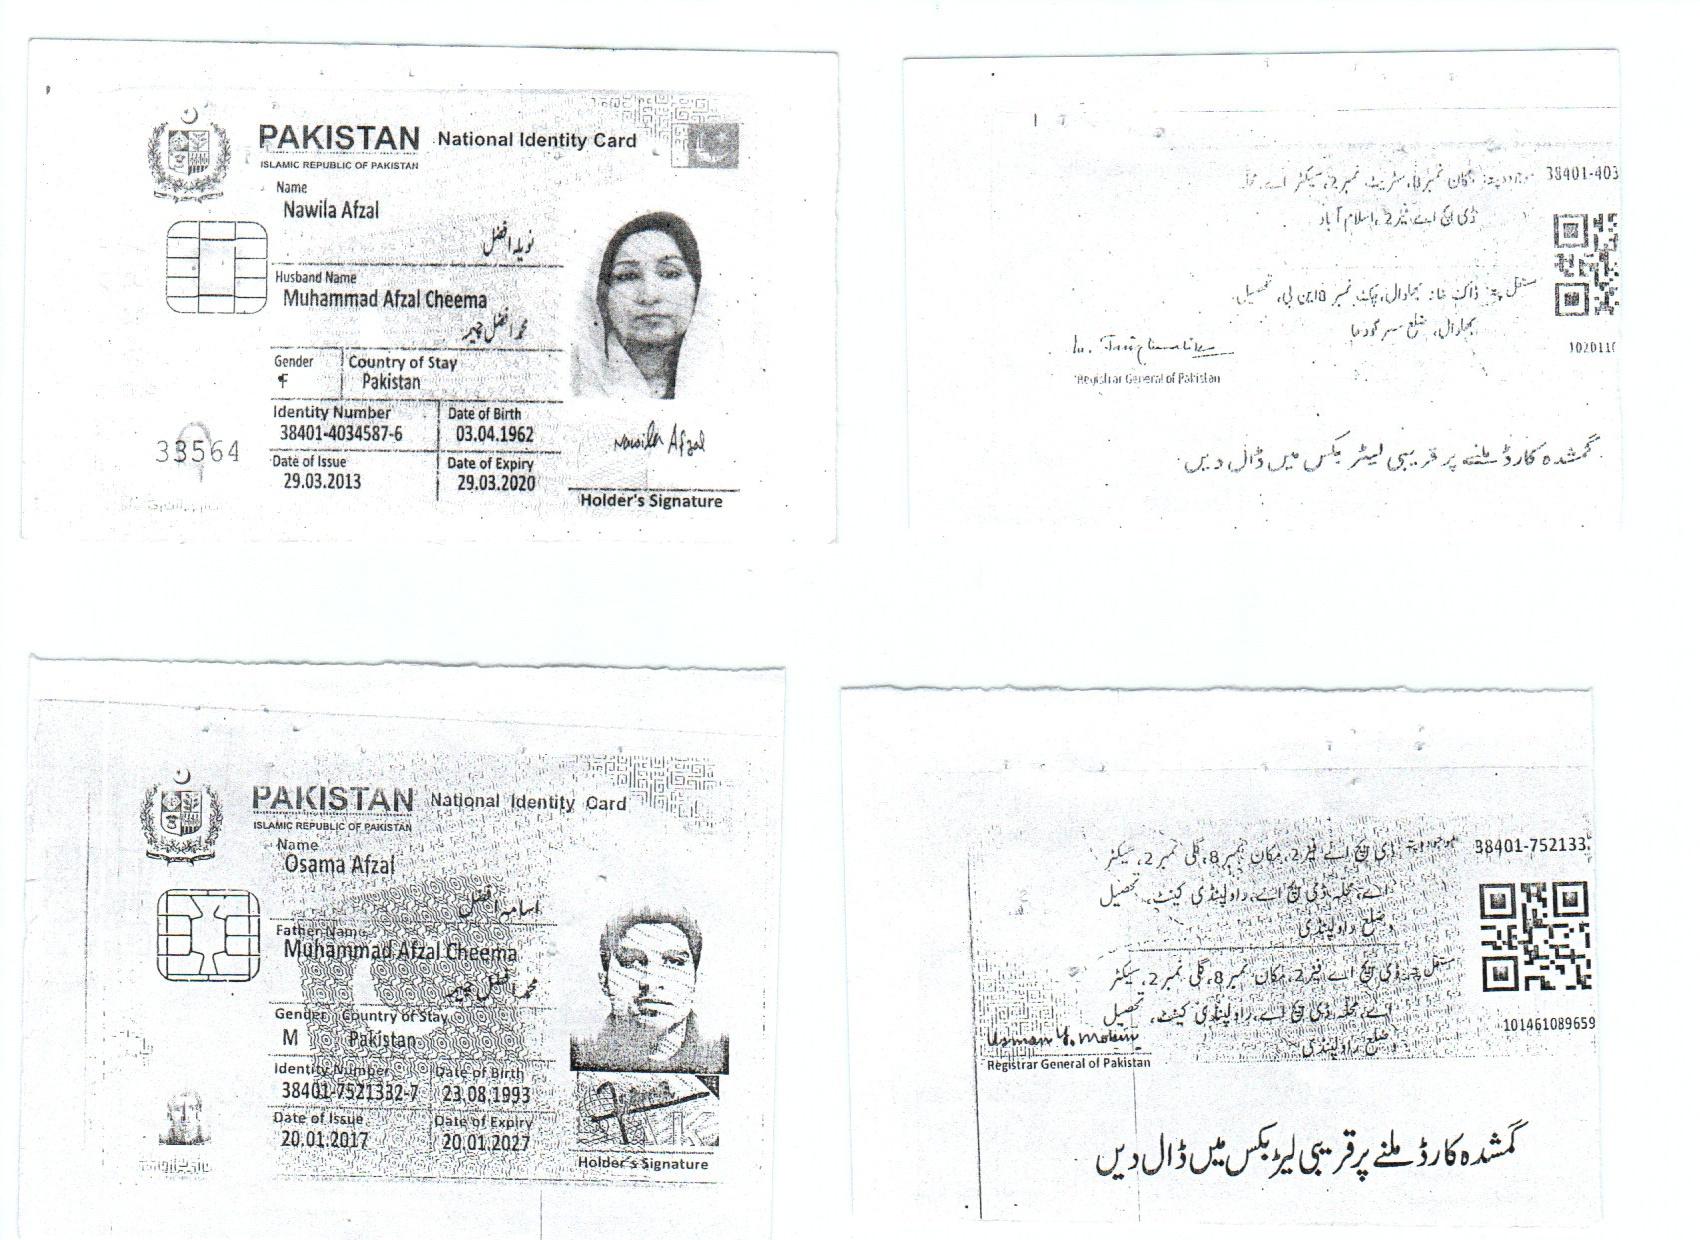 PAKISTAN National Identity Card
ISLAMIC REPUBLIC OF PAKISTAN
Name
Nawila Afzal
نویلہ افضل
Husband Name
Muhammad Afzal Cheema
محمد افضل چیمہ
Gender Country of Stay
F Pakistan
Identity Number Date of Birth
38401-4034587-6 03.04.1962
Date of Issue Date of Expiry
29.03.2013 29.03.2020
33564
Nawila Afzal
Holder's Signature
موجودہ پتہ: مکان نمبر سٹریٹ نمبر 2، سیکٹر اے، محلہ
38401-403
ڈی ایچ اے فیز 2، اسلام آباد
مستقل پتہ: ڈاک خانہ بھلوال، چک نمبر تحصیل
بھلوال، ضلع سرگودھا
102011
Registrar General of Pakistan
گمشدہ کارڈ ملنے پر قریبی لیٹر بکس میں ڈال دیں
PAKISTAN National Identity Card
ISLAMIC REPUBLIC OF PAKISTAN
Name
Osama Afzal
اسامہ افضل
Father Name
Muhammad Afzal Cheema
محمد افضل چیمہ
Gender Country of Stay
M Pakistan
Identity Number Date of Birth
38401-7521332-7 23.08.1993
Date of Issue Date of Expiry
20.01.2017 20.01.2027
Holder's Signature
موجودہ پتہ: ڈی ایچ اے فیز 2، مکان نمبر 8، گلی نمبر 2، سیکٹر
38401-752133
اے، محلہ ڈی ایچ اے، راولپنڈی کینٹ، تحصیل
و ضلع راولپنڈی
مستقل پتہ: ڈی ایچ اے فیز 2، مکان نمبر 8، گلی نمبر 2، سیکٹر
اے، محلہ ڈی ایچ اے، راولپنڈی کینٹ، تحصیل
و ضلع راولپنڈی
101461089659
Usman Y. Mobin
Registrar General of Pakistan
گمشدہ کارڈ ملنے پر قریبی لیٹر بکس میں ڈال دیں